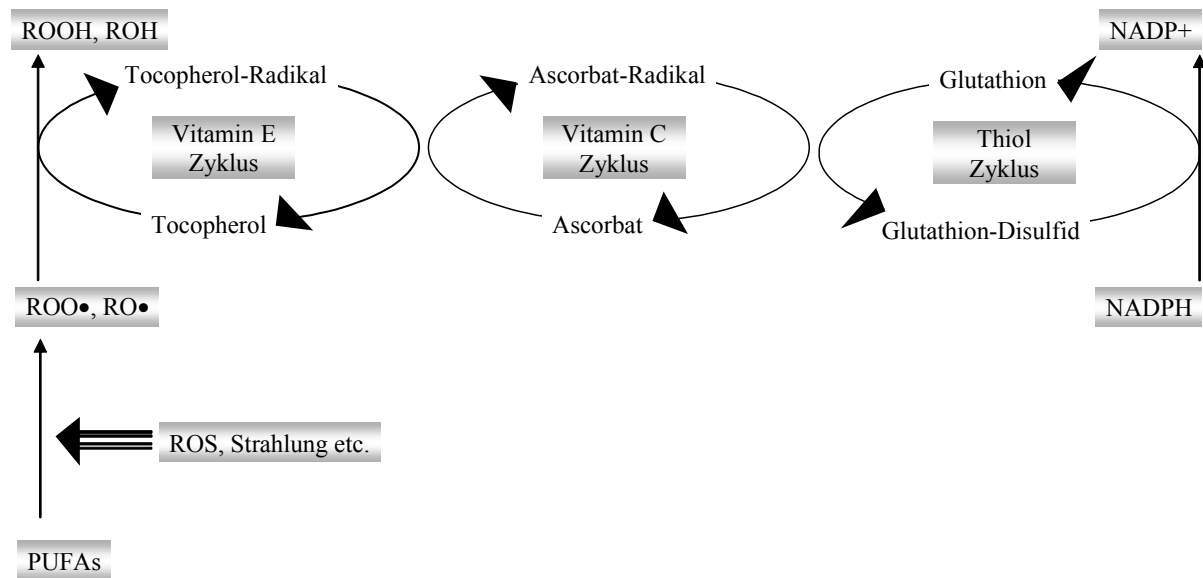 ROOH, ROH
NADP+
Tocopherol-Radikal
Ascorbat-Radikal
Glutathion
Vitamin E
Zyklus
Vitamin C
Zyklus
Thiol
Zyklus
Tocopherol
Ascorbat
Glutathion-Disulfid
ROO●, RO●
NADPH
ROS, Strahlung etc.
PUFAs